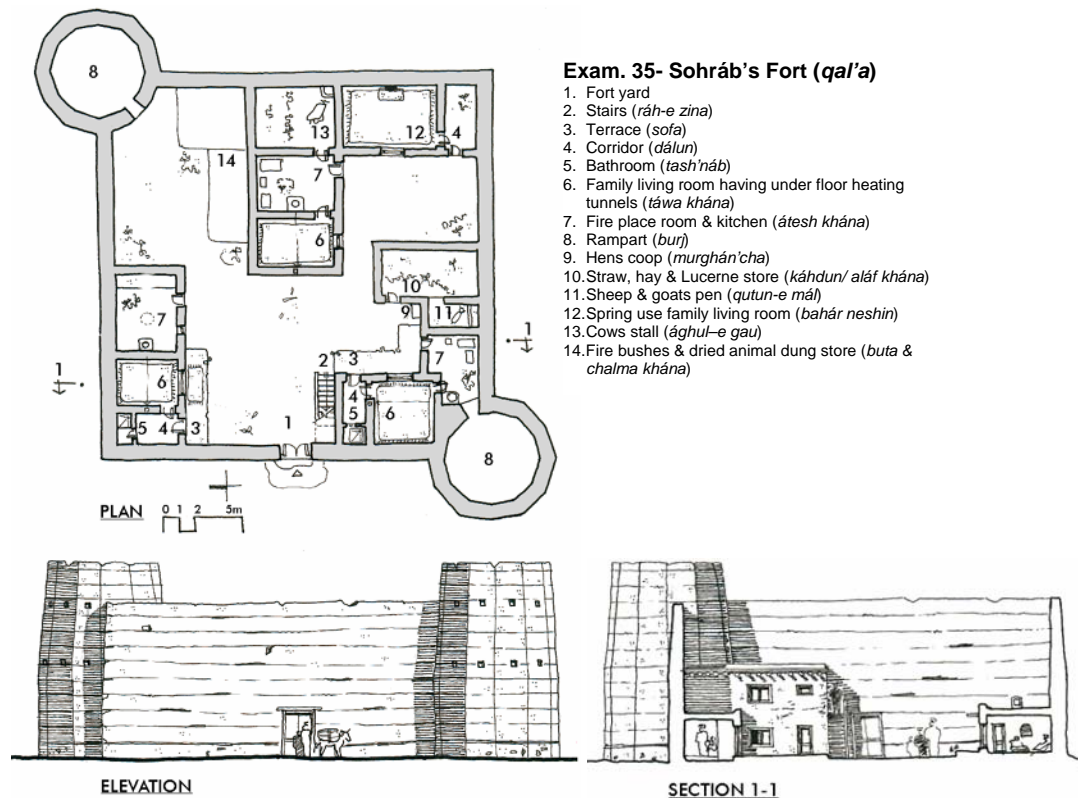 Exam. 35- Sohráb's Fort (qal'a)
1. Fort yard
2. Stairs (ráh-e zina)
3. Terrace (sofa)
4. Corridor (dálun)
5. Bathroom (tash'náb)
6. Family living room having under floor heating
tunnels (táwa khána)
7. Fire place room & kitchen (átesh khána)
8. Rampart (burj)
9. Hens coop (murghán'cha)
10.Straw, hay & Lucerne store (káhdun/ aláf khána)
11.Sheep & goats pen (qutun-e mál)
12.Spring use family living room (bahár neshin)
13.Cows stall (ághul–e gau)
14.Fire bushes & dried animal dung store (buta &
chalma khána)
8
13
12
4
14
7
6
10
7
9
11
1
1
2
3
7
6
4
5
6
5
4
3
1
8
PLAN
0 1 2 5m
ELEVATION
SECTION 1-1